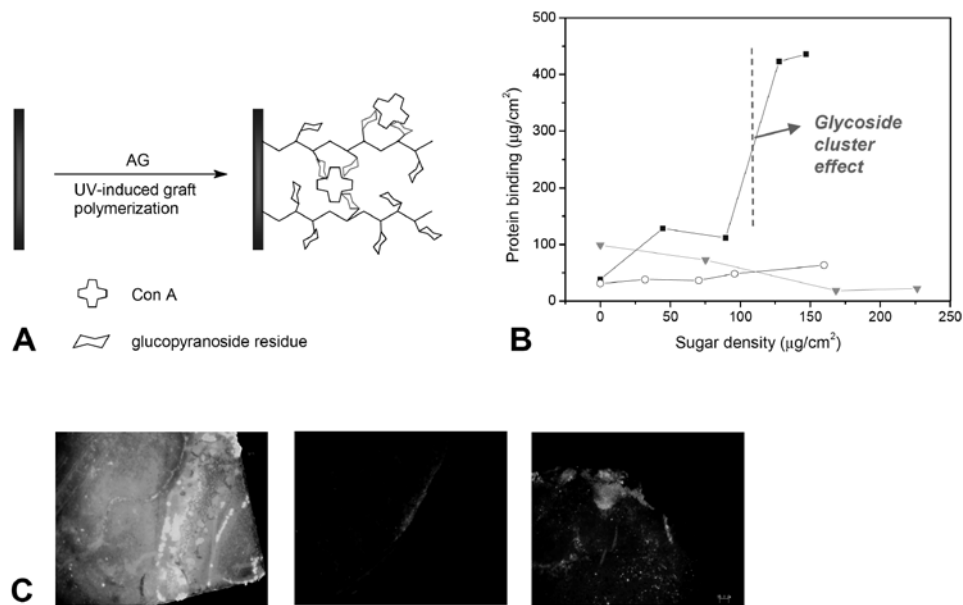 AG
UV-induced graft
polymerization
Con A
A
glucopyranoside residue
500
400
300
200
100
0
Protein binding (μg/cm²)
Glycoside
cluster
effect
0 50 100 150 200 250
B
Sugar density (μg/cm²)
C